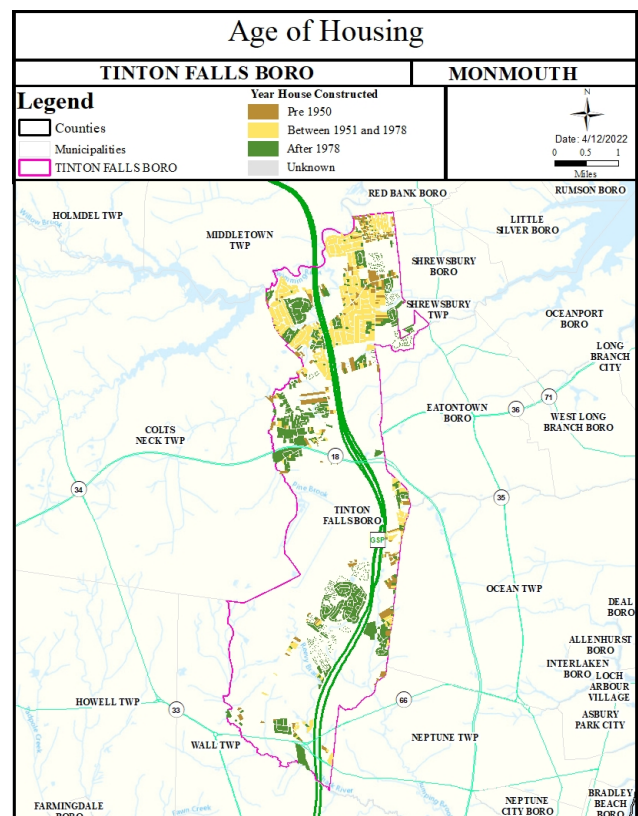 Age of Housing
TINTON FALLS BORO
MONMOUTH
Legend
Counties
Municipalities
TINTON FALLS BORO
Year House Constructed
Pre 1950
Between 1951 and 1978
After 1978
Unknown
N
Date: 4/12/2022
0 0.5 1
Miles
RED BANK BORO
RUMSON BORO
HOLMDEL TWP
LITTLE
SILVER BORO
MIDDLETOWN
TWP
SHREWSBURY
BORO
SHREWSBURY
TWP
OCEANPORT
BORO
LONG
BRANCH
CITY
71
36
EATONTOWN
BORO
WEST LONG
BRANCH BORO
COLTS
NECK TWP
18
34
35
Pine Brook
TINTON
FALLS BORO
GSP
OCEAN TWP
DEAL
BORO
ALLENHURST
BORO
INTERLAKEN
BORO
LOCH
ARBOUR
VILLAGE
HOWELL TWP
33
66
ASBURY
PARK CITY
WALL TWP
NEPTUNE TWP
FARMINGDALE
BORO
NEPTUNE
CITY BORO
BRADLEY
BEACH
BORO